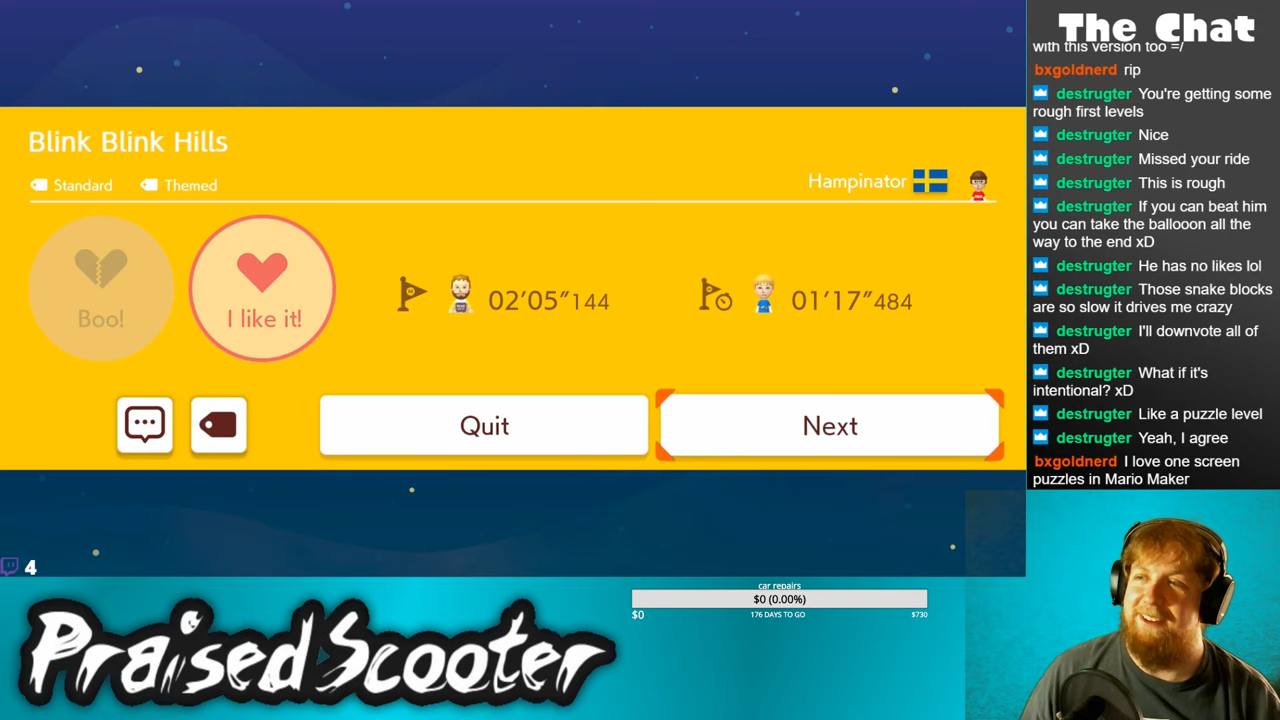 Blink Blink Hills
Standard Themed
Hampinator
Boo!
I like it!
02'05"144
01'17"484
Quit
Next
4
PraisedScooter
car repairs
$0 (0.00%)
$0 176 DAYS TO GO $730
The Chat
with this version too =/
bxgoldnerd rip
destrugter You're getting some
rough first levels
destrugter Nice
destrugter Missed your ride
destrugter This is rough
destrugter If you can beat him
you can take the ballooon all the
way to the end xD
destrugter He has no likes lol
destrugter Those snake blocks
are so slow it drives me crazy
destrugter I'll downvote all of
them xD
destrugter What if it's
intentional? xD
destrugter Like a puzzle level
destrugter Yeah, I agree
bxgoldnerd I love one screen
puzzles in Mario Maker